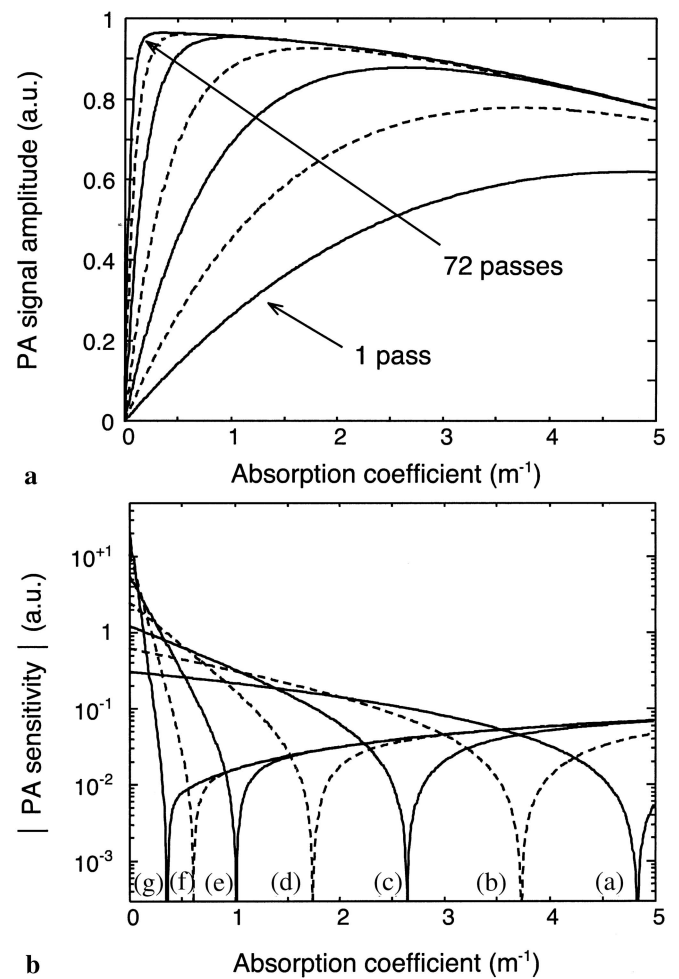 PA signal amplitude (a.u.)
1
0.8
0.6
0.4
0.2
0
72 passes
1 pass
0 1 2 3 4 5
a
Absorption coefficient (m-1)
| PA sensitivity | (a.u.)
10+1
1
10-1
10-2
10-3
(g) (f) (e) (d) (c) (b) (a)
0 1 2 3 4 5
b
Absorption coefficient (m-1)